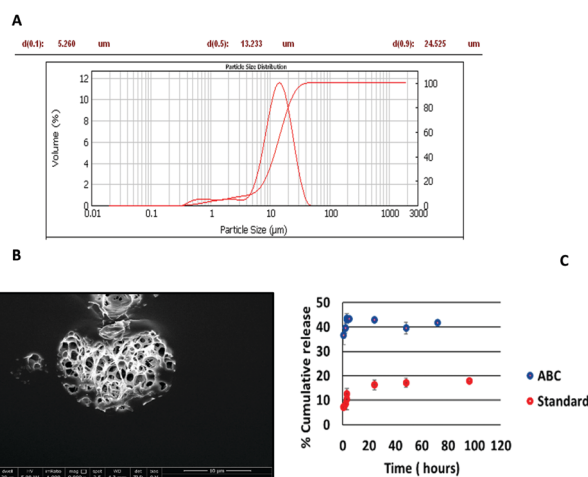 A
d(0.1): 5.260 um d(0.5): 13.233 um d(0.9): 24.525 um
Particle Size Distribution
Volume (%)
12
10
8
6
4
2
0
100
80
60
40
20
0
0.01 0.1 1 10 100 1000 3000
Particle Size (µm)
B
C
% Cumulative release
50
40
30
20
10
0
0 20 40 60 80 100 120
Time ( hours)
ABC
Standard